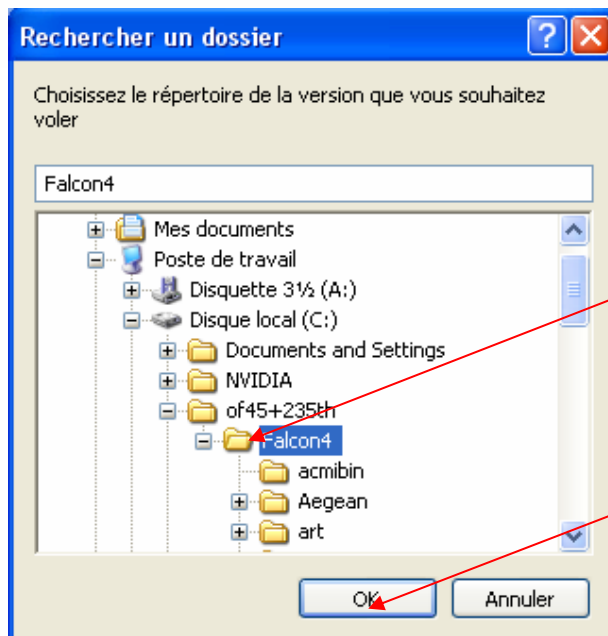 Rechercher un dossier
Choisissez le répertoire de la version que vous souhaitez
voler
Falcon4
Mes documents
Poste de travail
Disquette 3½ (A:)
Disque local (C:)
Documents and Settings
NVIDIA
of45+235th
Falcon4
acmibin
Aegean
art
OK
Annuler